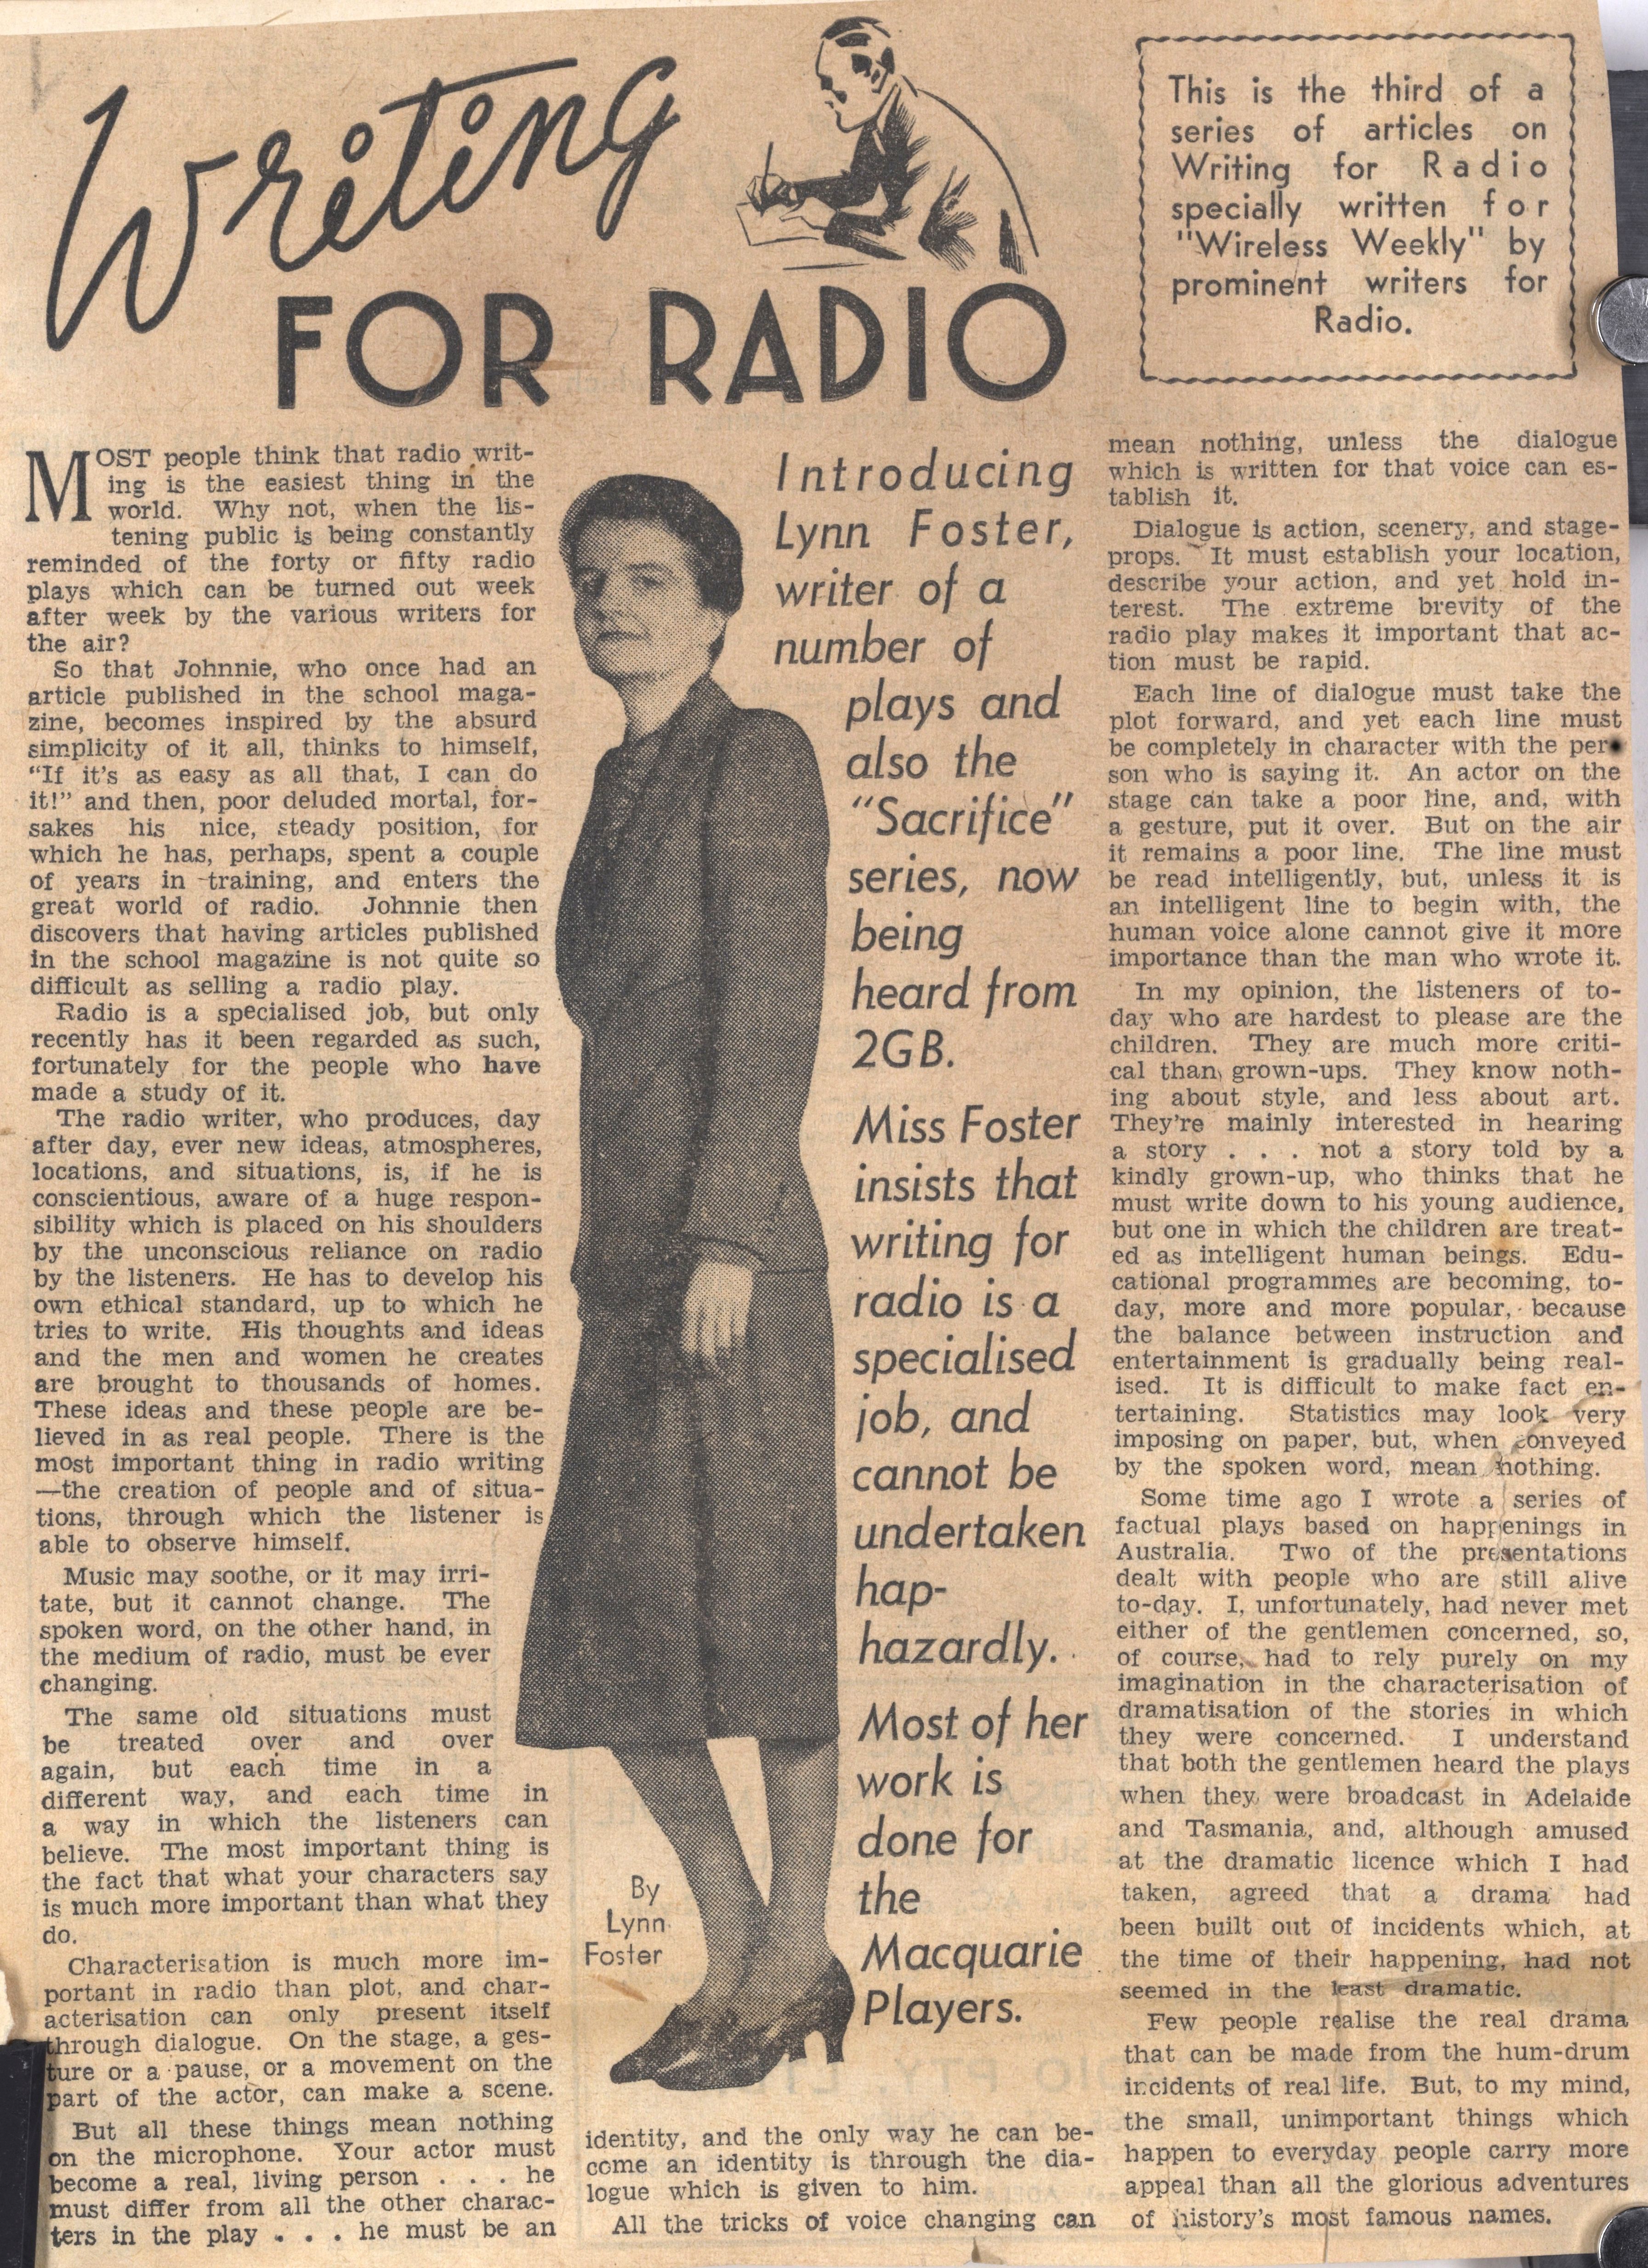 Writing
FOR RADIO
This is the third of a
series of articles on
Writing for Radio
specially written for
"Wireless Weekly" by
prominent writers for
Radio.
MOST people think that radio writ-
ing is the easiest thing in the
world. Why not, when the lis-
tening public is being constantly
reminded of the forty or fifty radio
plays which can be turned out week
after week by the various writers for
the air?
So that Johnnie, who once had an
article published in the school maga-
zine, becomes inspired by the absurd
simplicity of it all, thinks to himself,
"If it's as easy as all that, I can do
it!" and then, poor deluded mortal, for-
sakes his nice, steady position, for
which he has, perhaps, spent a couple
of years in training, and enters the
great world of radio. Johnnie then
discovers that having articles published
in the school magazine is not quite so
difficult as selling a radio play.
Radio is a specialised job, but only
recently has it been regarded as such,
fortunately for the people who have
made a study of it.
The radio writer, who produces, day
after day, ever new ideas, atmospheres,
locations, and situations, is, if he is
conscientious, aware of a huge respon-
sibility which is placed on his shoulders
by the unconscious reliance on radio
by the listeners. He has to develop his
own ethical standard, up to which he
tries to write. His thoughts and ideas
and the men and women he creates
are brought to thousands of homes.
These ideas and these people are be-
lieved in as real people. There is the
most important thing in radio writing
—the creation of people and of situa-
tions, through which the listener is
able to observe himself.
Music may soothe, or it may irri-
tate, but it cannot change. The
spoken word, on the other hand, in
the medium of radio, must be ever
changing.
The same old situations must
be treated over and over
again, but each time in a
different way, and each time in
a way in which the listeners can
believe. The most important thing is
the fact that what your characters say
is much more important than what they
do.
Characterisation is much more im-
portant in radio than plot, and char-
acterisation can only present itself
through dialogue. On the stage, a ges-
ture or a pause, or a movement on the
part of the actor, can make a scene.
But all these things mean nothing
on the microphone. Your actor must
become a real, living person . . . he
must differ from all the other charac-
ters in the play . . . he must be an
By
Lynn
Foster
identity, and the only way he can be-
come an identity is through the dia-
logue which is given to him.
All the tricks of voice changing can
Introducing
Lynn Foster,
writer of a
number of
plays and
also the
"Sacrifice"
series, now
being
heard from
2GB.
Miss Foster
insists that
writing for
radio is a
specialised
job, and
cannot be
undertaken
hap-
hazardly.
Most of her
work is
done for
the
Macquarie
Players.
mean nothing, unless the dialogue
which is written for that voice can es-
tablish it.
Dialogue is action, scenery, and stage-
props. It must establish your location,
describe your action, and yet hold in-
terest. The extreme brevity of the
radio play makes it important that ac-
tion must be rapid.
Each line of dialogue must take the
plot forward, and yet each line must
be completely in character with the per-
son who is saying it. An actor on the
stage can take a poor line, and, with
a gesture, put it over. But on the air
it remains a poor line. The line must
be read intelligently, but, unless it is
an intelligent line to begin with, the
human voice alone cannot give it more
importance than the man who wrote it.
In my opinion, the listeners of to-
day who are hardest to please are the
children. They are much more criti-
cal than grown-ups. They know noth-
ing about style, and less about art.
They're mainly interested in hearing
a story . . . not a story told by a
kindly grown-up, who thinks that he
must write down to his young audience,
but one in which the children are treat-
ed as intelligent human beings. Edu-
cational programmes are becoming, to-
day, more and more popular, because
the balance between instruction and
entertainment is gradually being real-
ised. It is difficult to make fact en-
tertaining. Statistics may look very
imposing on paper, but, when conveyed
by the spoken word, mean nothing.
Some time ago I wrote a series of
factual plays based on happenings in
Australia. Two of the presentations
dealt with people who are still alive
to-day. I, unfortunately, had never met
either of the gentlemen concerned, so,
of course, had to rely purely on my
imagination in the characterisation of
dramatisation of the stories in which
they were concerned. I understand
that both the gentlemen heard the plays
when they were broadcast in Adelaide
and Tasmania, and, although amused
at the dramatic licence which I had
taken, agreed that a drama had
been built out of incidents which, at
the time of their happening, had not
seemed in the least dramatic.
Few people realise the real drama
that can be made from the hum-drum
incidents of real life. But, to my mind,
the small, unimportant things which
happen to everyday people carry more
appeal than all the glorious adventures
of history's most famous names.